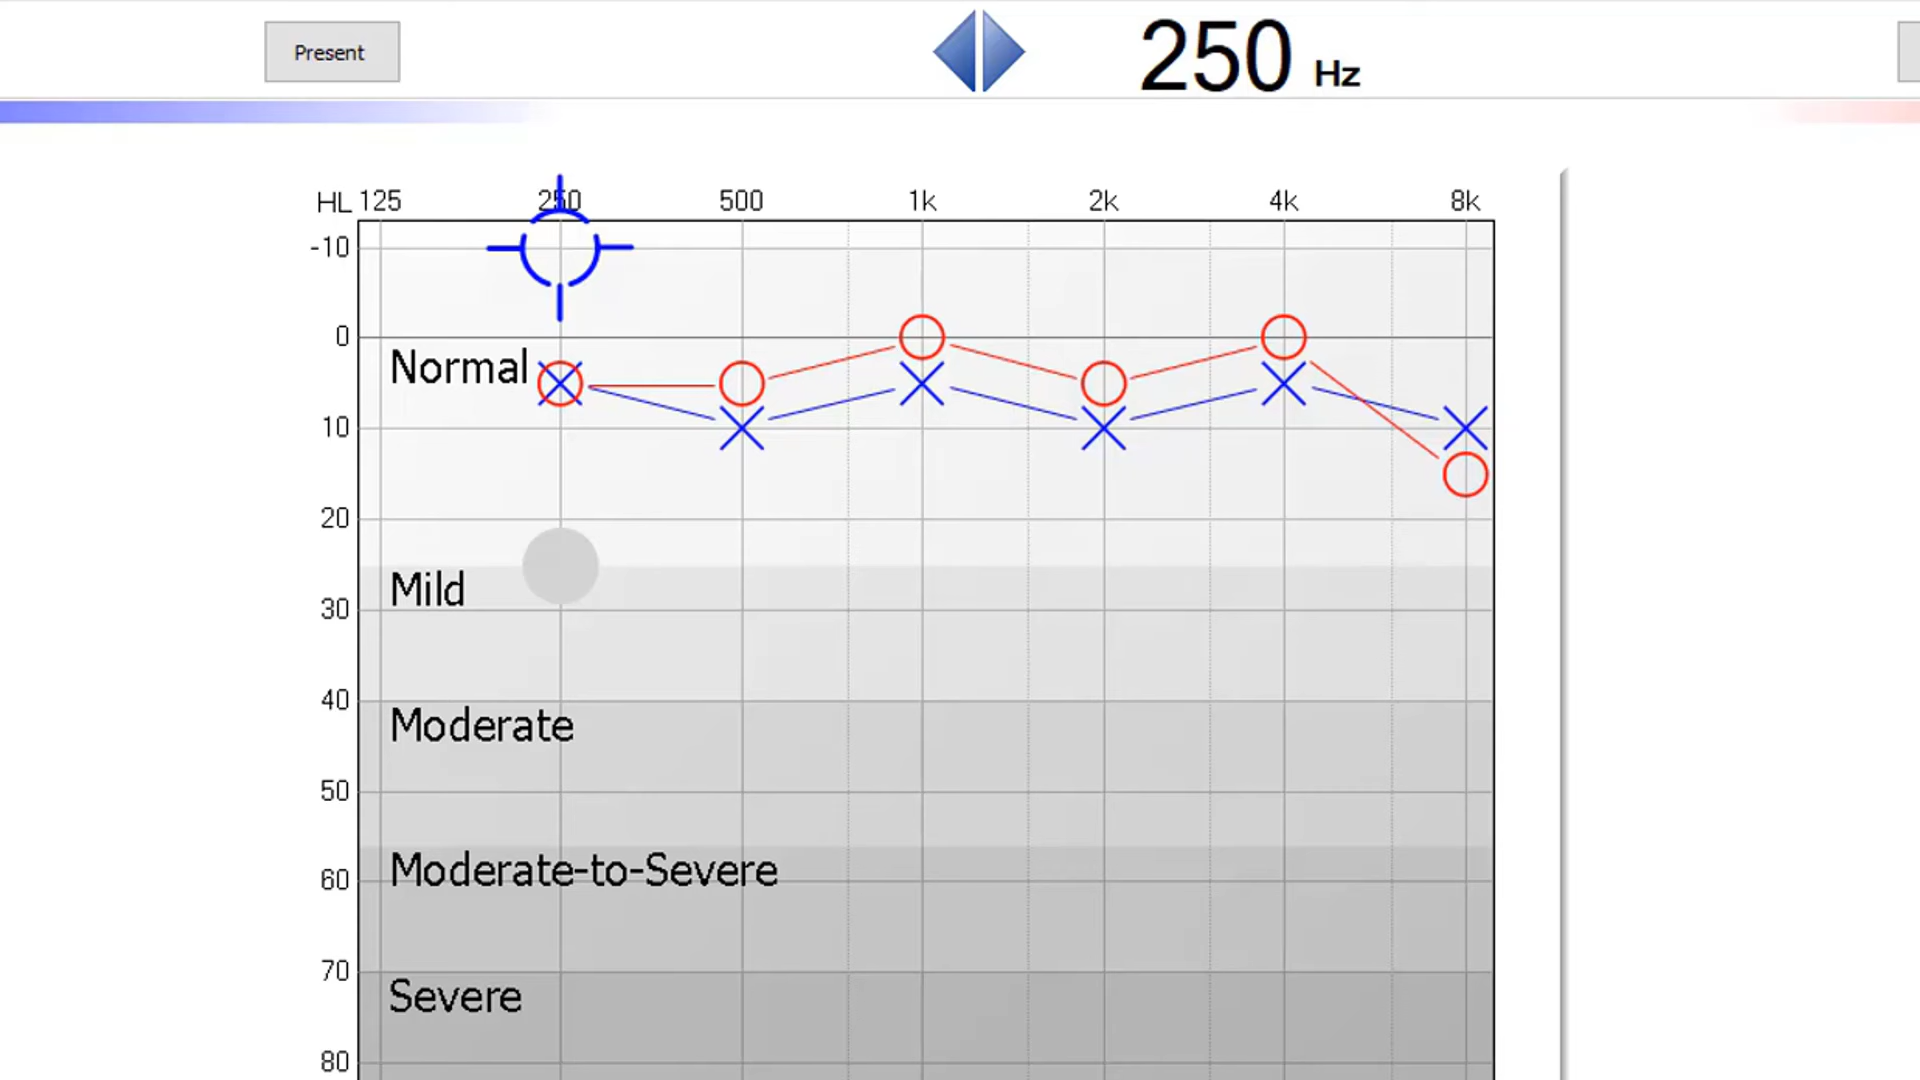 Present
250 Hz
HL 125 250 500 1k 2k 4k 8k
-10
0
Normal
10
20
Mild
30
40
Moderate
50
Moderate-to-Severe
60
70
Severe
80